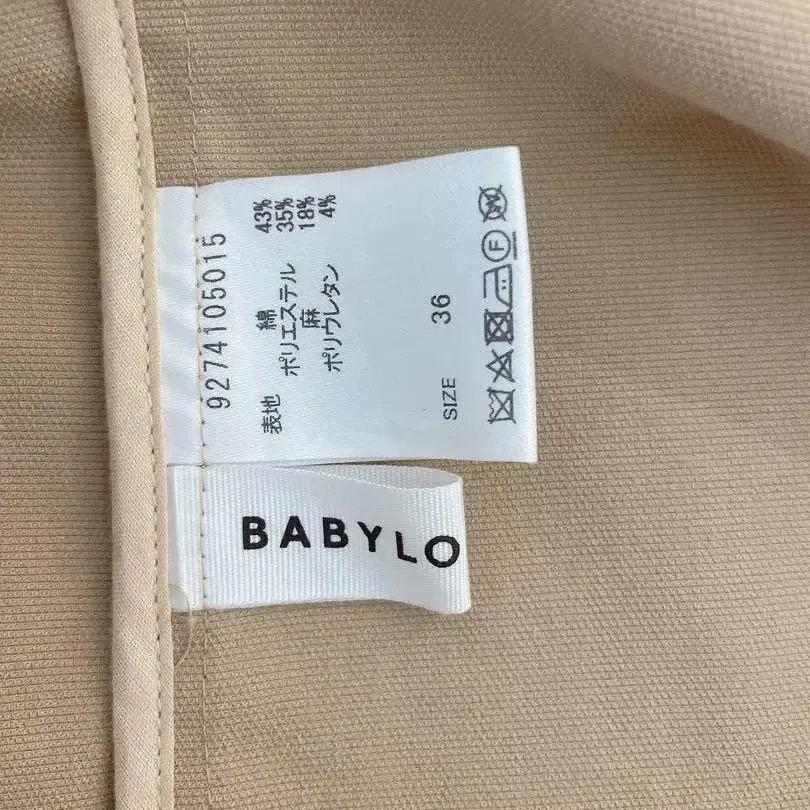 9274105015
表地 綿 43%
ポリエステル 35%
麻 18%
ポリウレタン 4%
SIZE 36
BABYLO